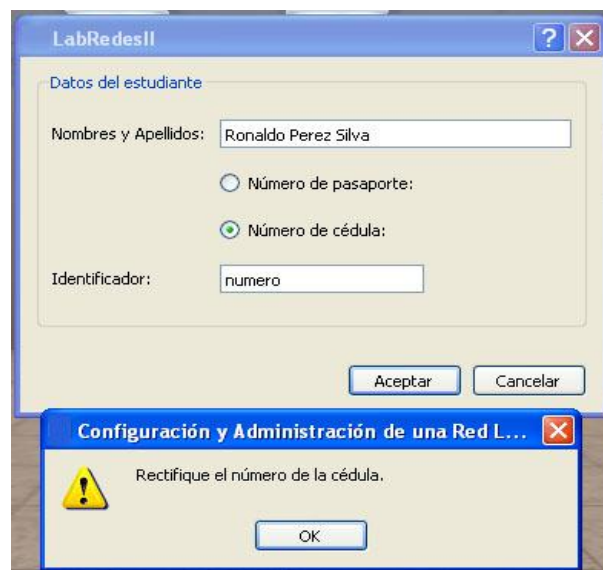 LabRedesII
Datos del estudiante
Nombres y Apellidos: Ronaldo Perez Silva
Número de pasaporte:
Número de cédula:
Identificador: numero
Aceptar Cancelar
Configuración y Administración de una Red L...
Rectifique el número de la cédula.
OK